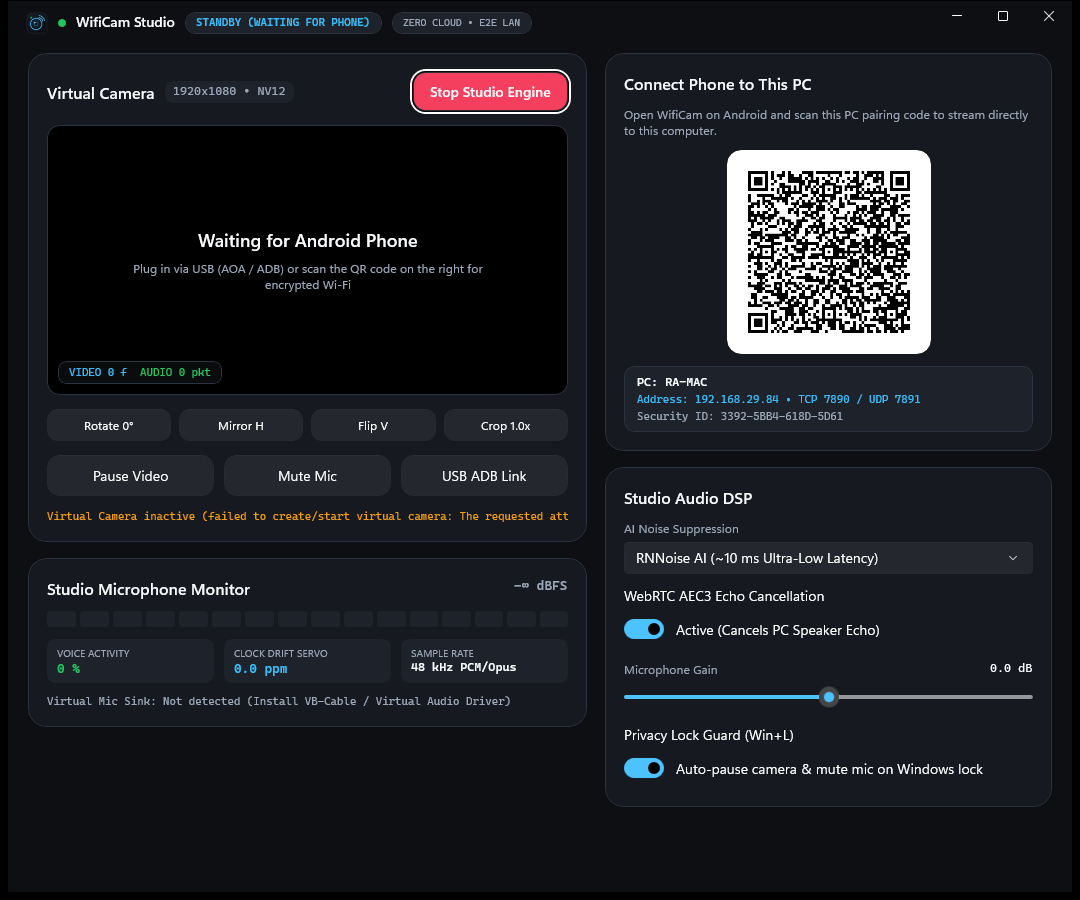 WifiCam Studio
STANDBY (WAITING FOR PHONE)
ZERO CLOUD • E2E LAN
Virtual Camera
1920x1080 • NV12
Stop Studio Engine
Waiting for Android Phone
Plug in via USB (AOA / ADB) or scan the QR code on the right for
encrypted Wi-Fi
VIDEO 0 f AUDIO 0 pkt
Rotate 0°
Mirror H
Flip V
Crop 1.0x
Pause Video
Mute Mic
USB ADB Link
Virtual Camera inactive (failed to create/start virtual camera: The requested att
Studio Microphone Monitor
−∞ dBFS
VOICE ACTIVITY
0 %
CLOCK DRIFT SERVO
0.0 ppm
SAMPLE RATE
48 kHz PCM/Opus
Virtual Mic Sink: Not detected (Install VB-Cable / Virtual Audio Driver)
Connect Phone to This PC
Open WifiCam on Android and scan this PC pairing code to stream directly
to this computer.
PC: RA-MAC
Address: 192.168.29.84 • TCP 7890 / UDP 7891
Security ID: 3392-5BB4-618D-5D61
Studio Audio DSP
AI Noise Suppression
RNNoise AI (~10 ms Ultra-Low Latency)
WebRTC AEC3 Echo Cancellation
Active (Cancels PC Speaker Echo)
Microphone Gain
0.0 dB
Privacy Lock Guard (Win+L)
Auto-pause camera & mute mic on Windows lock